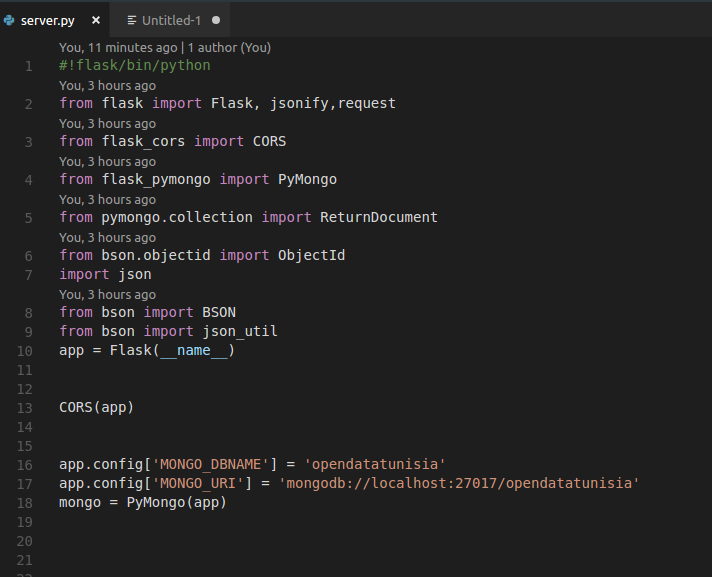 server.py × Untitled-1
You, 11 minutes ago | 1 author (You)
1 #!flask/bin/python
You, 3 hours ago
2 from flask import Flask, jsonify,request
You, 3 hours ago
3 from flask_cors import CORS
You, 3 hours ago
4 from flask_pymongo import PyMongo
You, 3 hours ago
5 from pymongo.collection import ReturnDocument
You, 3 hours ago
6 from bson.objectid import ObjectId
7 import json
You, 3 hours ago
8 from bson import BSON
9 from bson import json_util
10 app = Flask(__name__)
11
12
13 CORS(app)
14
15
16 app.config['MONGO_DBNAME'] = 'opendatatunisia'
17 app.config['MONGO_URI'] = 'mongodb://localhost:27017/opendatatunisia'
18 mongo = PyMongo(app)
19
20
21